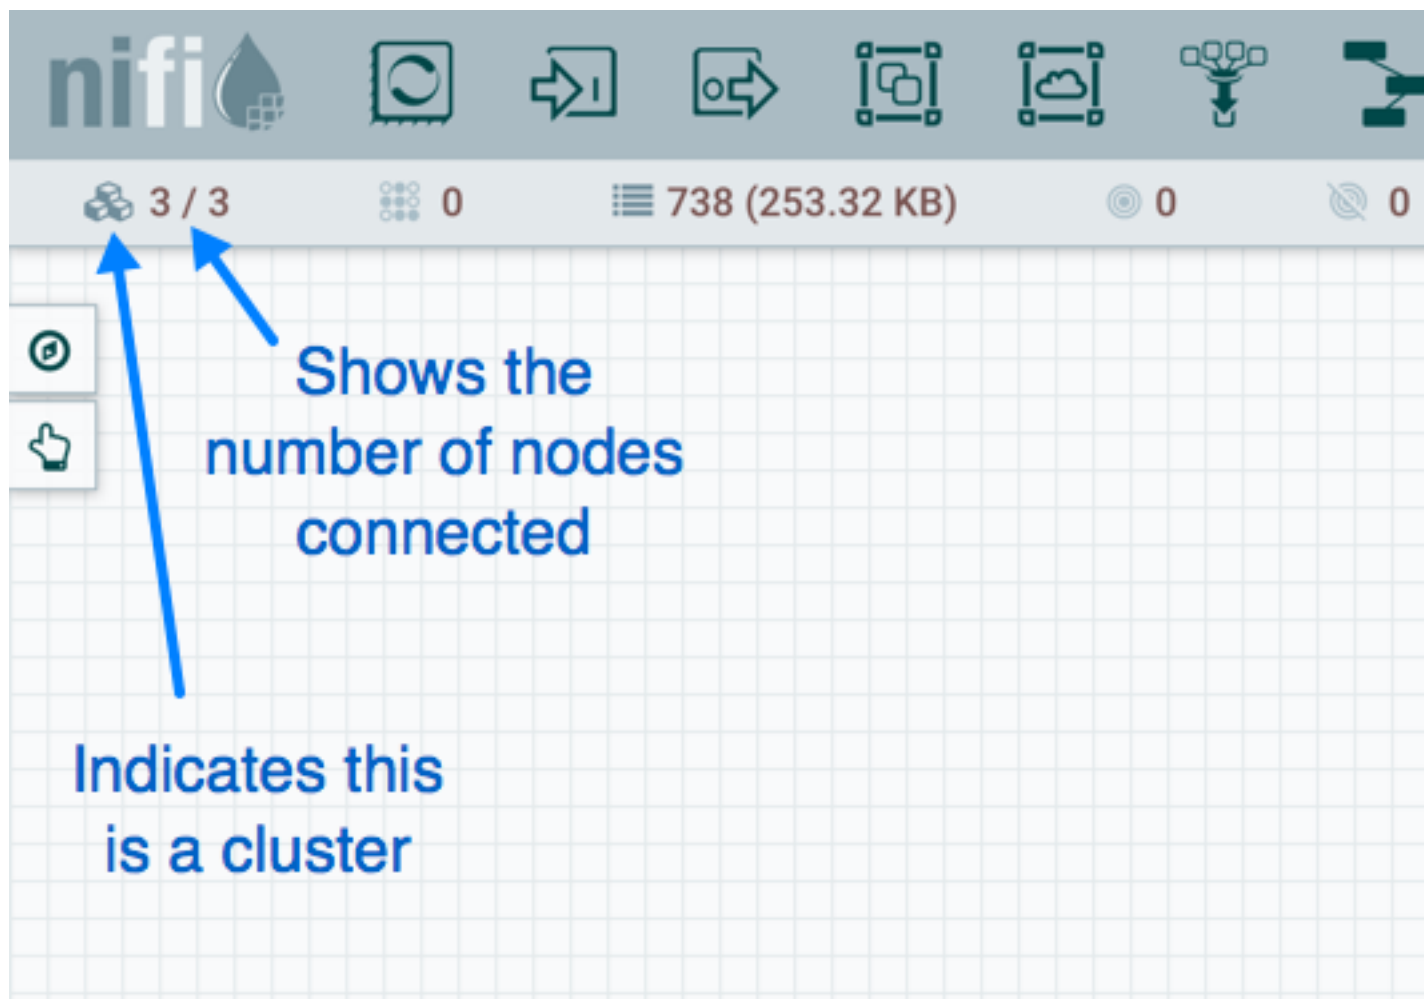 nifi
3 / 3 0 738 (253.32 KB) 0 0
Shows the
number of nodes
connected
Indicates this
is a cluster